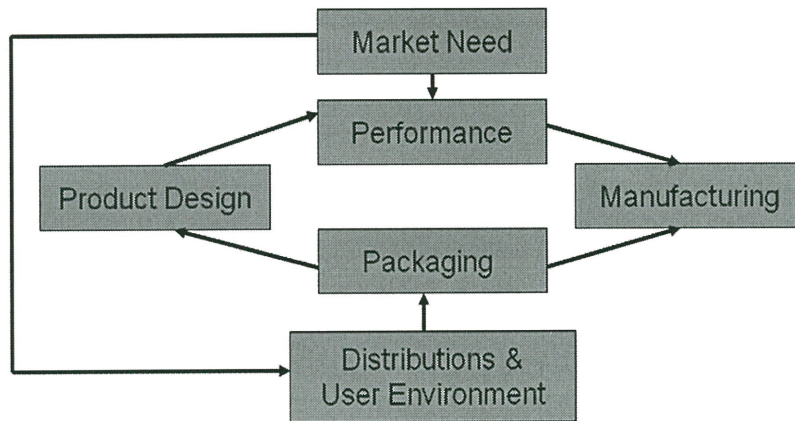 Market Need
Performance
Product Design
Manufacturing
Packaging
Distributions &
User Environment